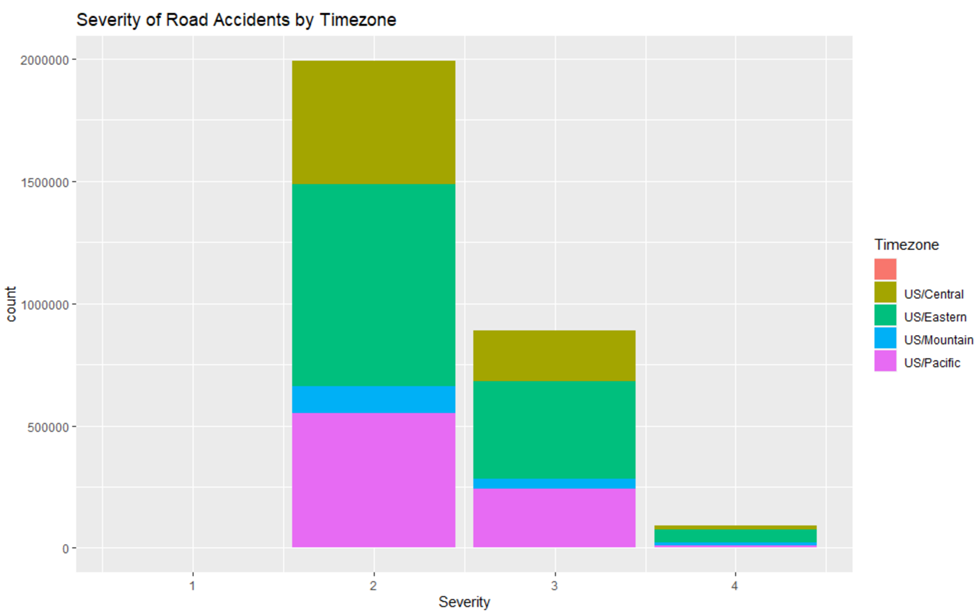 Severity of Road Accidents by Timezone
2000000
1500000
1000000
500000
0
count
1
2
3
4
Severity
Timezone
US/Central
US/Eastern
US/Mountain
US/Pacific